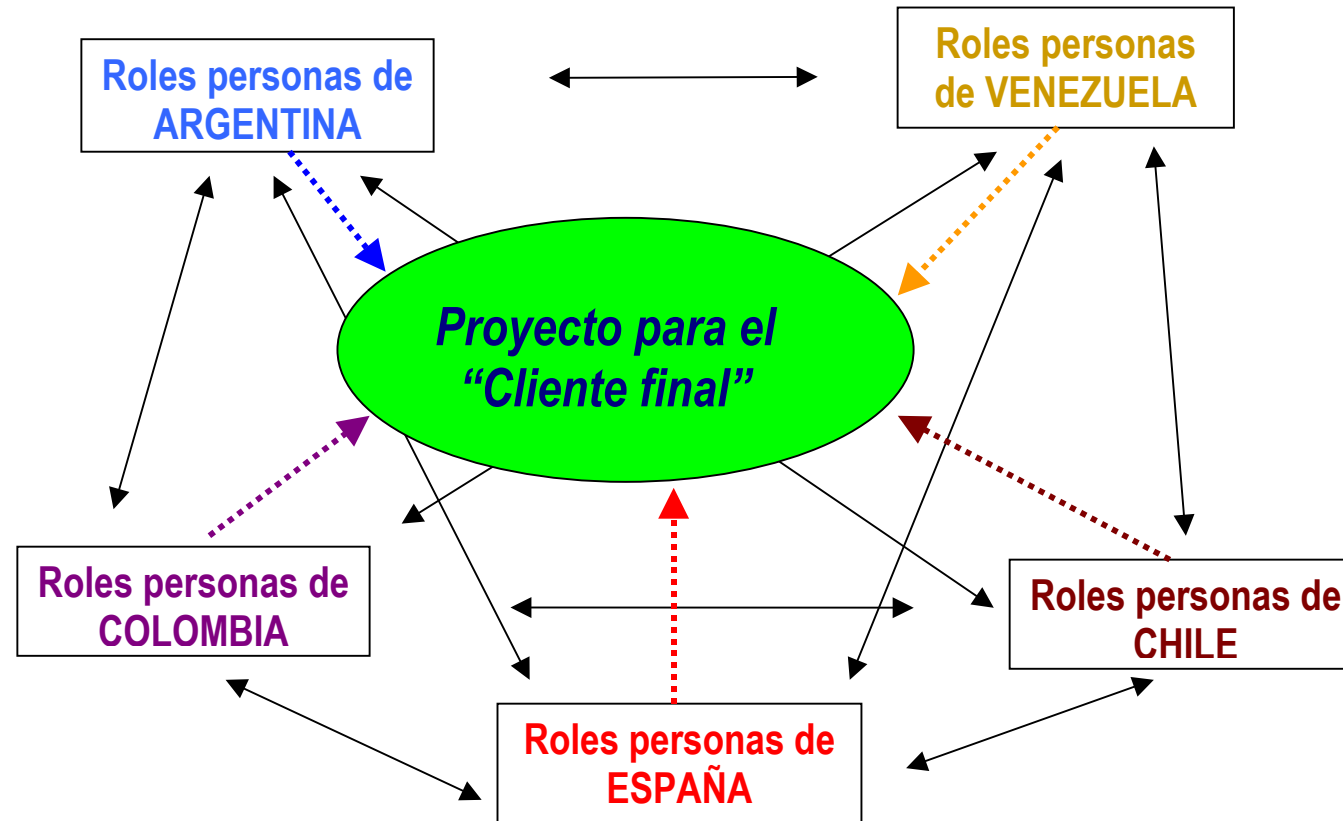 Roles personas de
ARGENTINA
Roles personas
de VENEZUELA
Proyecto para el
“Cliente final”
Roles personas de
COLOMBIA
Roles personas de
CHILE
Roles personas de
ESPAÑA